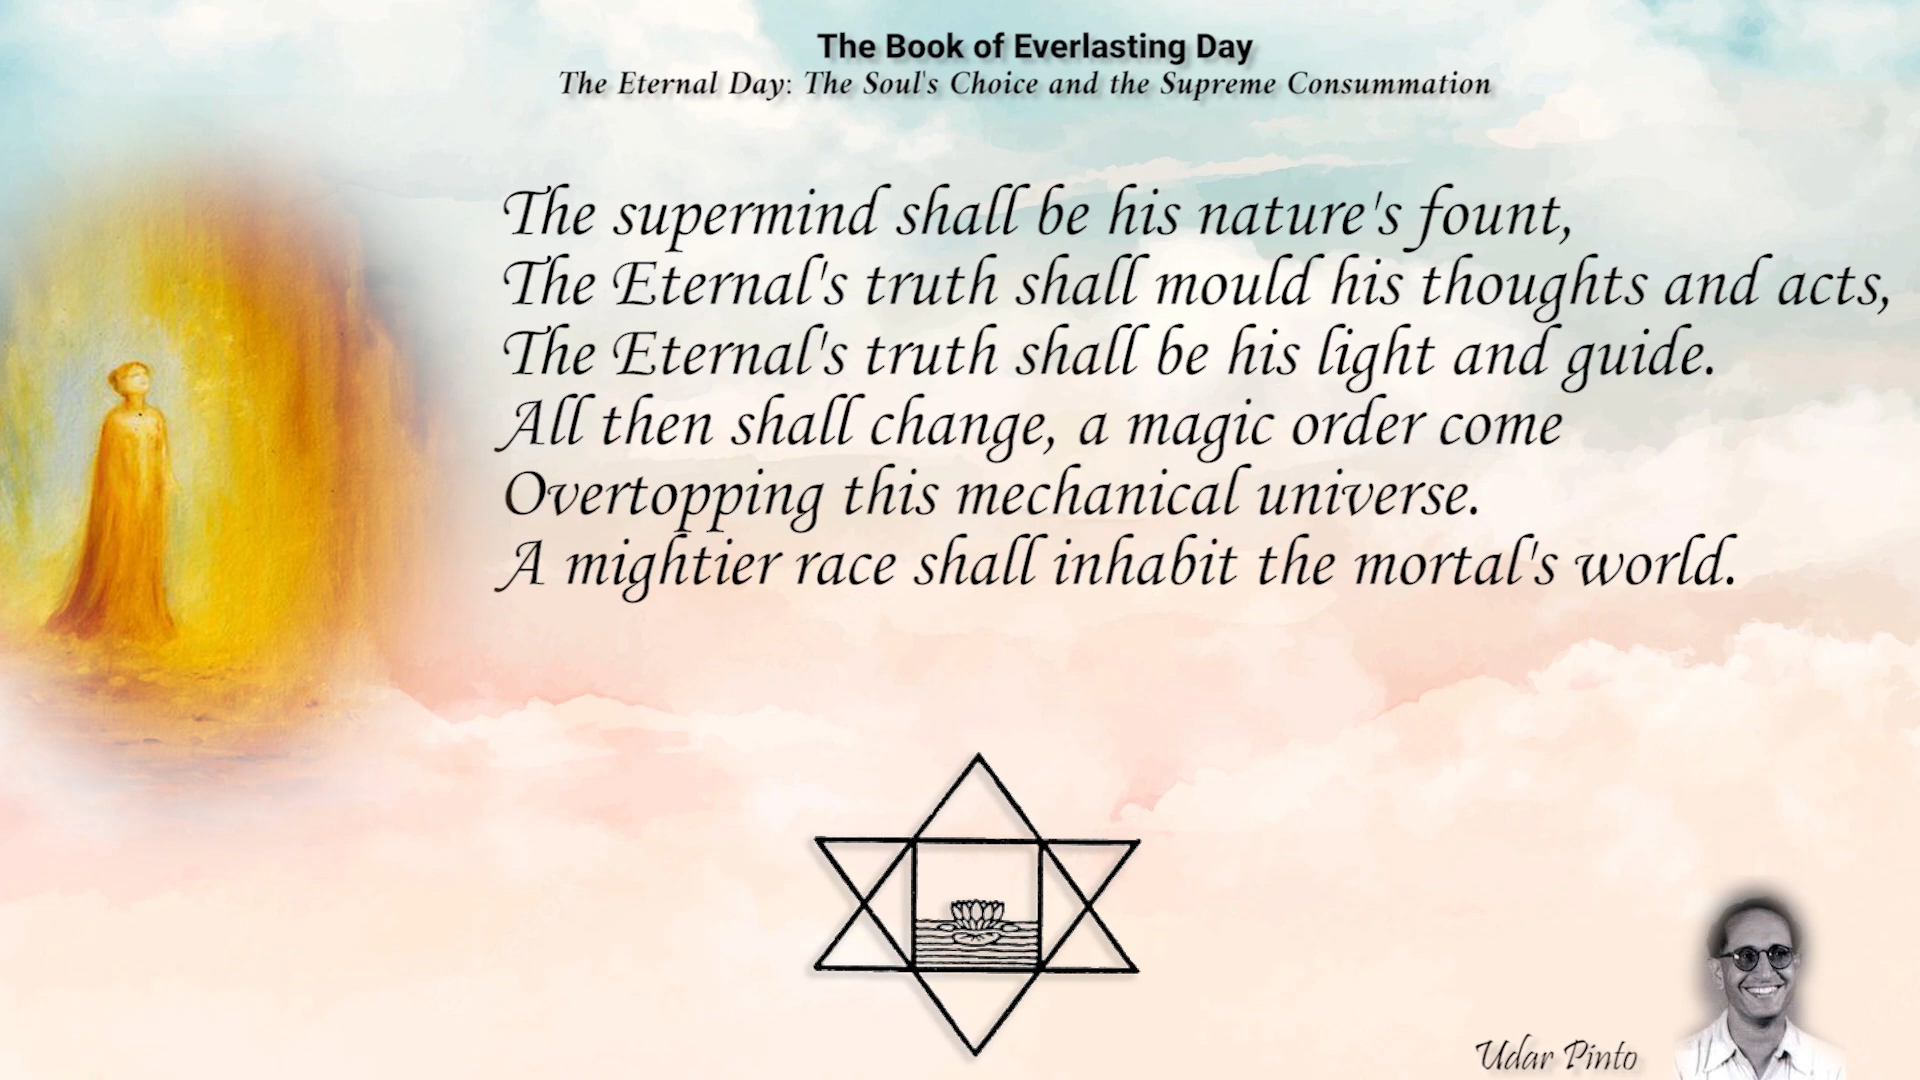 The Book of Everlasting Day
The Eternal Day: The Soul's Choice and the Supreme Consummation
The supermind shall be his nature's fount,
The Eternal's truth shall mould his thoughts and acts,
The Eternal's truth shall be his light and guide.
All then shall change, a magic order come
Overtopping this mechanical universe.
A mightier race shall inhabit the mortal's world.
Udar Pinto